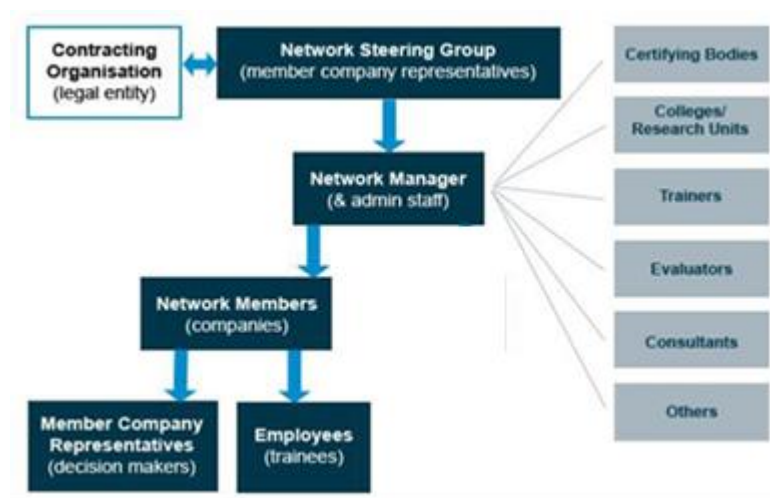 Contracting
Organisation
(legal entity)
Network Steering Group
(member company representatives)
Network Manager
(& admin staff)
Network Members
(companies)
Member Company
Representatives
(decision makers)
Employees
(trainees)
Certifying Bodies
Colleges/
Research Units
Trainers
Evaluators
Consultants
Others